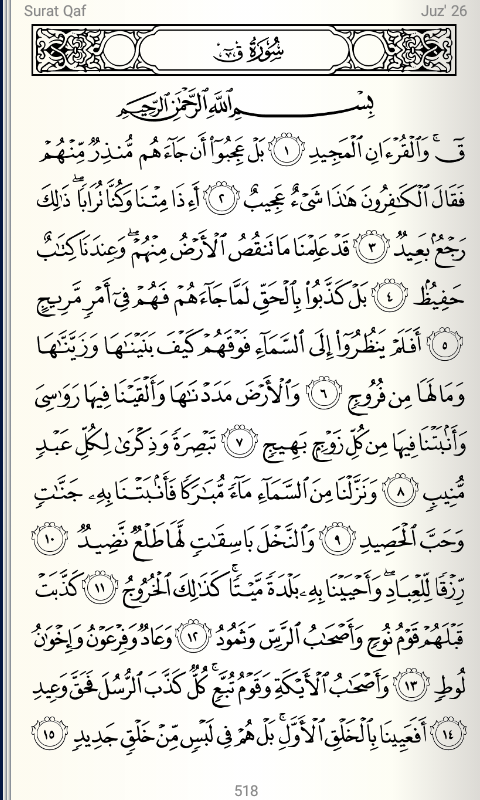 Surat Qaf Juz' 26
سُورَةُ قٓ
بِسۡمِ ٱللَّهِ ٱلرَّحۡمَٰنِ ٱلرَّحِيمِ
قٓۚ وَٱلۡقُرۡءَانِ ٱلۡمَجِيدِ ١ بَلۡ عَجِبُوٓاْ أَن جَآءَهُم مُّنذِرٞ مِّنۡهُمۡ
فَقَالَ ٱلۡكَٰفِرُونَ هَٰذَا شَيۡءٌ عَجِيبٌ ٢ أَءِذَا مِتۡنَا وَكُنَّا تُرَابٗاۖ ذَٰلِكَ
رَجۡعُۢ بَعِيدٞ ٣ قَدۡ عَلِمۡنَا مَا تَنقُصُ ٱلۡأَرۡضُ مِنۡهُمۡۖ وَعِندَنَا كِتَٰبٌ
حَفِيظُۢ ٤ بَلۡ كَذَّبُواْ بِٱلۡحَقِّ لَمَّا جَآءَهُمۡ فَهُمۡ فِيٓ أَمۡرٖ مَّرِيجٍ
٥ أَفَلَمۡ يَنظُرُوٓاْ إِلَى ٱلسَّمَآءِ فَوۡقَهُمۡ كَيۡفَ بَنَيۡنَٰهَا وَزَيَّنَّٰهَا
وَمَا لَهَا مِن فُرُوجٖ ٦ وَٱلۡأَرۡضَ مَدَدۡنَٰهَا وَأَلۡقَيۡنَا فِيهَا رَوَٰسِيَ
وَأَنۢبَتۡنَا فِيهَا مِن كُلِّ زَوۡجِۭ بَهِيجٖ ٧ تَبۡصِرَةٗ وَذِكۡرَىٰ لِكُلِّ عَبۡدٖ
مُّنِيبٖ ٨ وَنَزَّلۡنَا مِنَ ٱلسَّمَآءِ مَآءٗ مُّبَٰرَكٗا فَأَنۢبَتۡنَا بِهِۦ جَنَّٰتٖ
وَحَبَّ ٱلۡحَصِيدِ ٩ وَٱلنَّخۡلَ بَاسِقَٰتٖ لَّهَا طَلۡعٞ نَّضِيدٞ ١٠
رِّزۡقٗا لِّلۡعِبَادِۖ وَأَحۡيَيۡنَا بِهِۦ بَلۡدَةٗ مَّيۡتٗاۚ كَذَٰلِكَ ٱلۡخُرُوجُ ١١ كَذَّبَتۡ
قَبۡلَهُمۡ قَوۡمُ نُوحٖ وَأَصۡحَٰبُ ٱلرَّسِّ وَثَمُودُ ١٢ وَعَادٞ وَفِرۡعَوۡنُ وَإِخۡوَٰنُ
لُوطٖ ١٣ وَأَصۡحَٰبُ ٱلۡأَيۡكَةِ وَقَوۡمُ تُبَّعٖۚ كُلّٞ كَذَّبَ ٱلرُّسُلَ فَحَقَّ وَعِيدِ
١٤ أَفَعَيِينَا بِٱلۡخَلۡقِ ٱلۡأَوَّلِۚ بَلۡ هُمۡ فِي لَبۡسٖ مِّنۡ خَلۡقٖ جَدِيدٖ ١٥
518